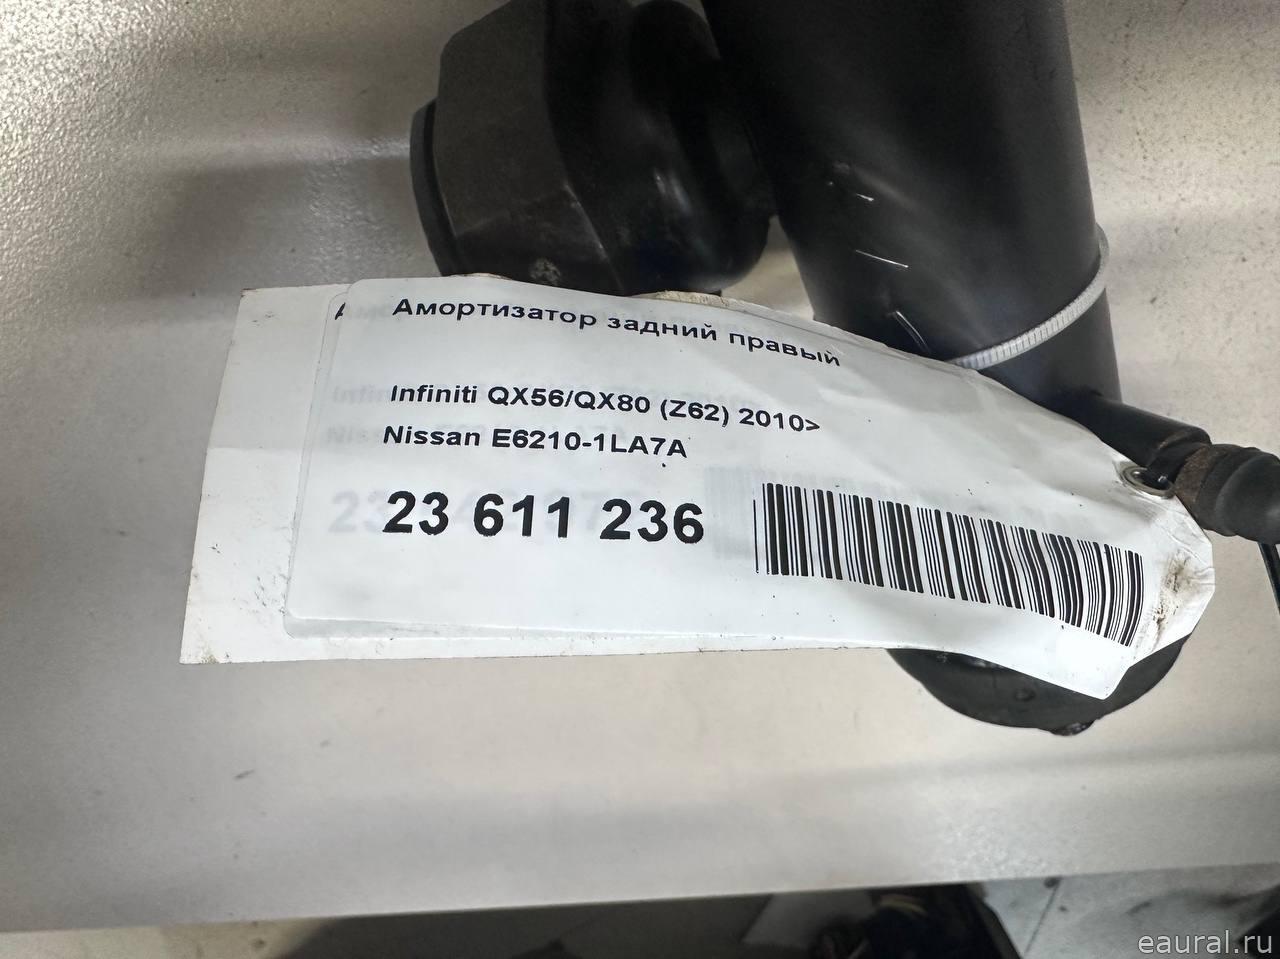 Амортизатор задний правый
Infiniti QX56/QX80 (Z62) 2010>
Nissan E6210-1LA7A
23 611 236
eaural.ru